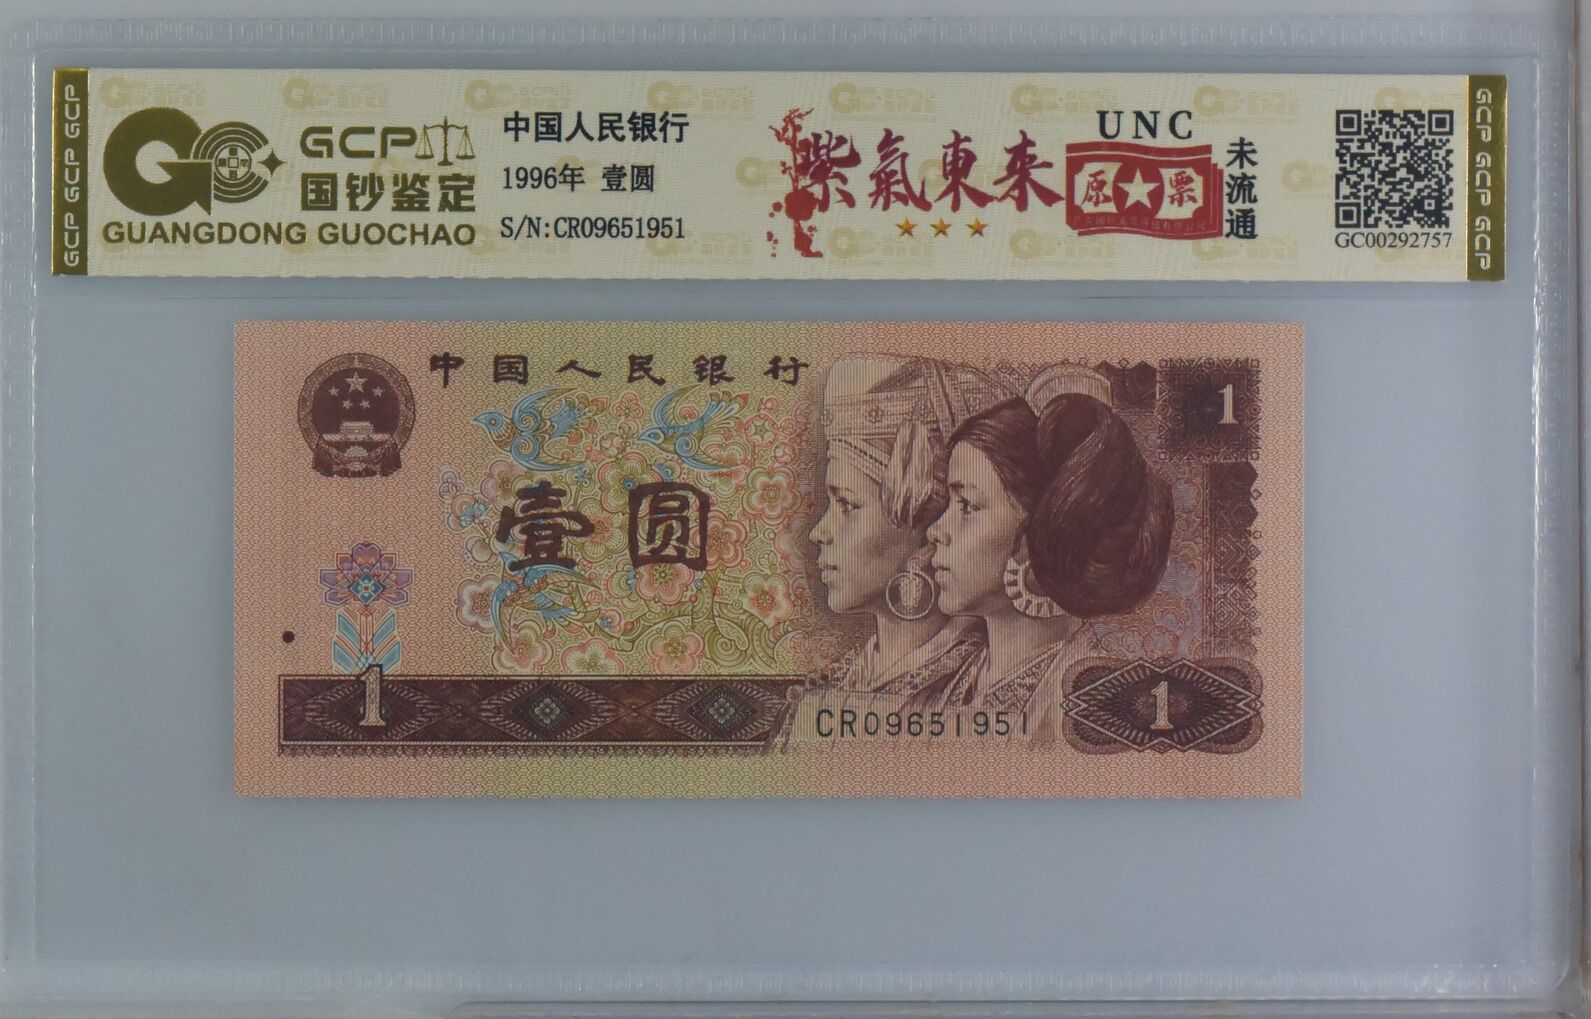 GCP GCP GCP
GCP
国钞鉴定
GUANGDONG GUOCHAO
中国人民银行
1996年 壹圆
S/N:CR09651951
紫氣東来
UNC
原票
未流通
GC00292757
GCP GCP GCP
中国人民银行
1
壹圆
1
1
CR09651951